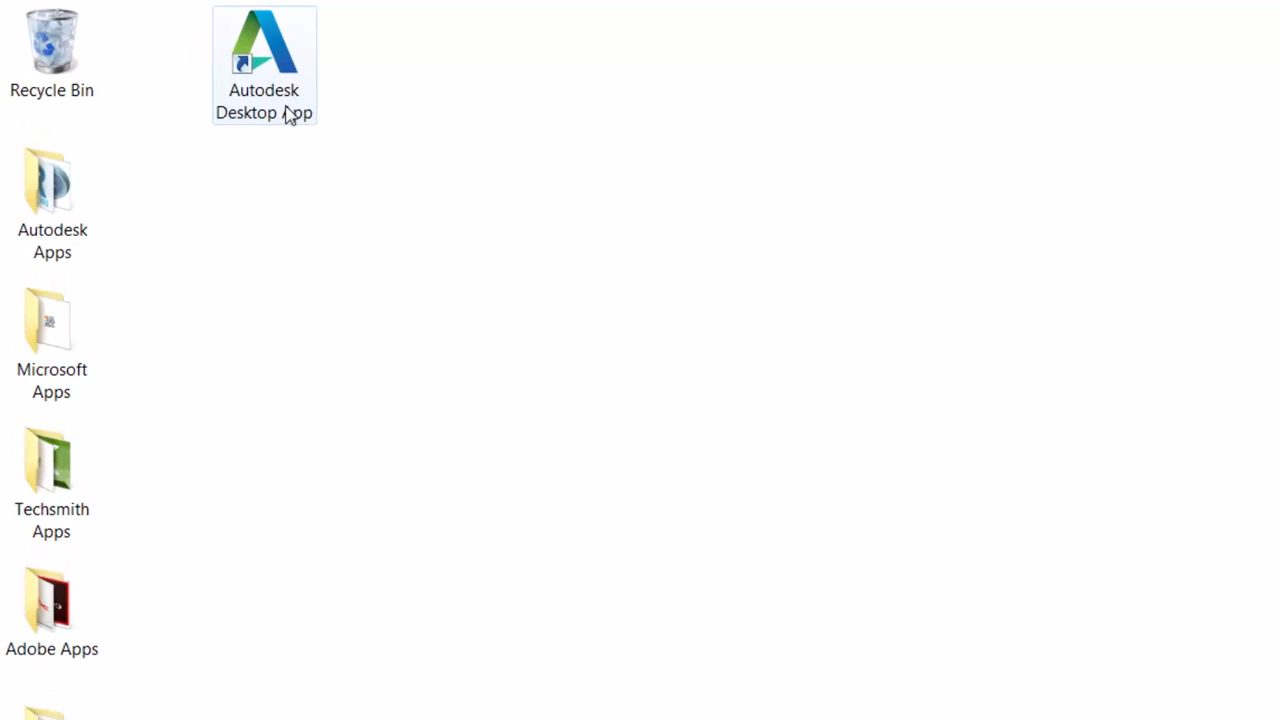 Recycle Bin
Autodesk
Desktop App
Autodesk
Apps
Microsoft
Apps
Techsmith
Apps
Adobe Apps